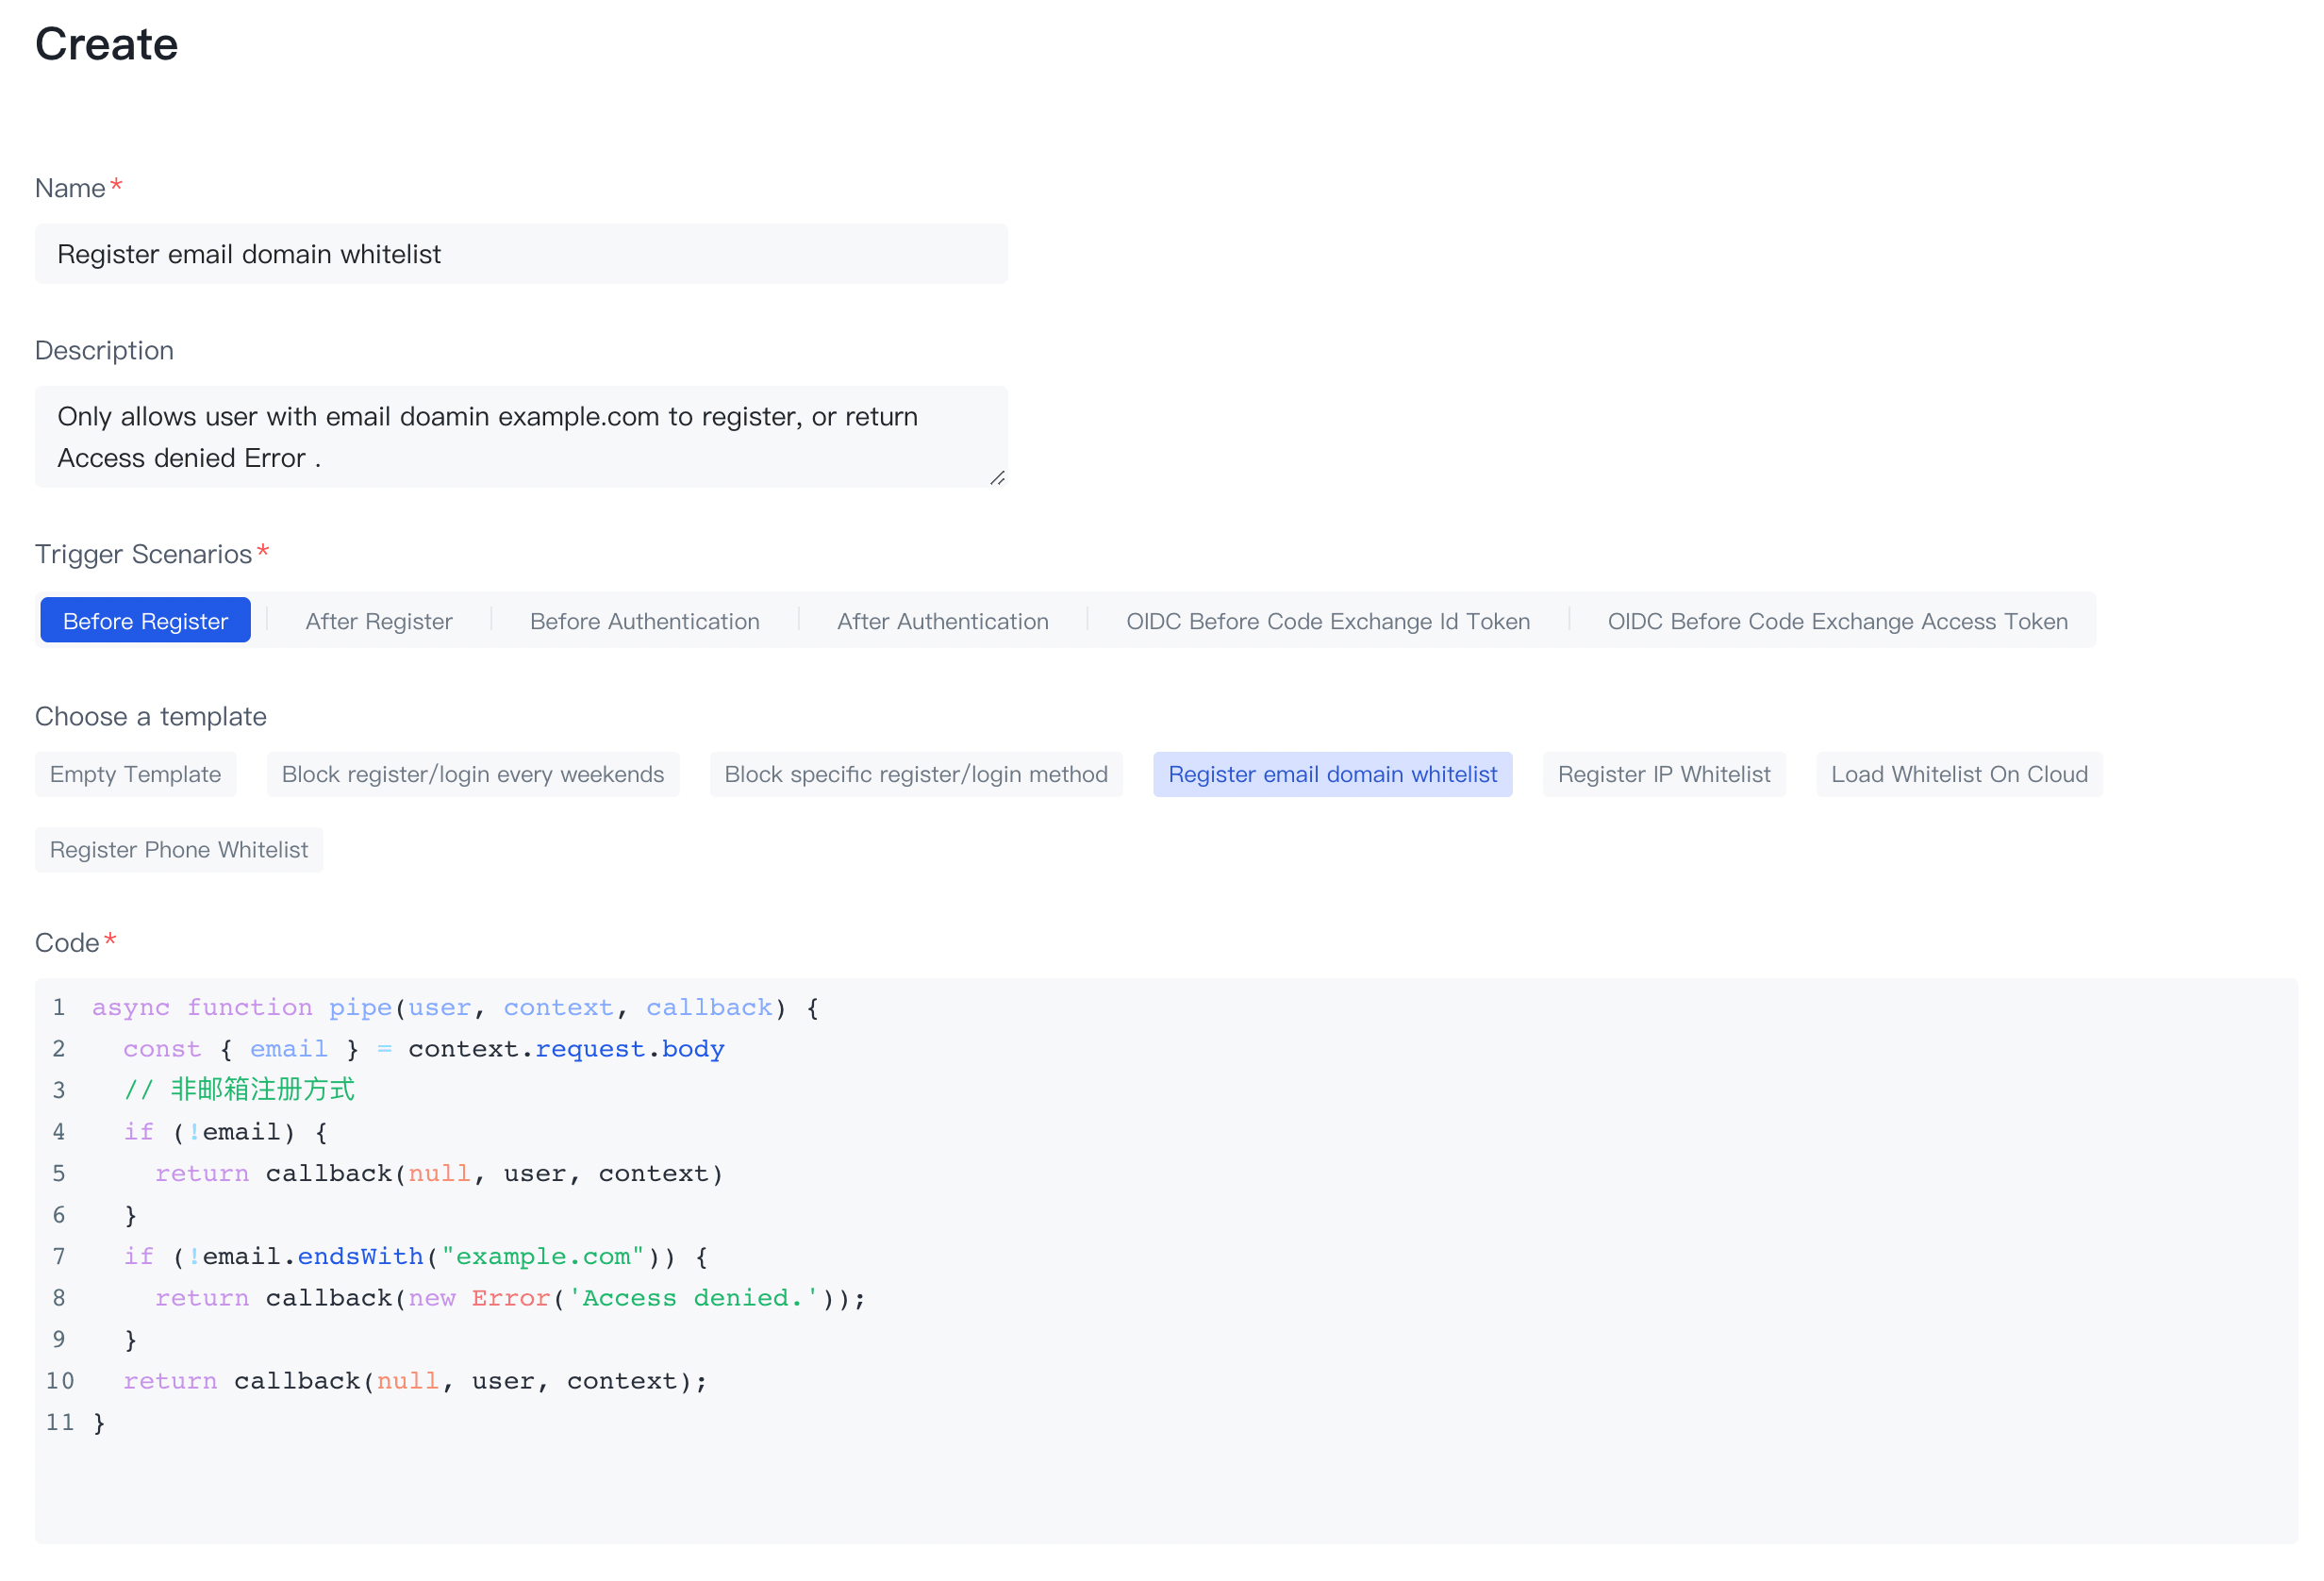 Create
Name*
Register email domain whitelist
Description
Only allows user with email doamin example.com to register, or return
Access denied Error .
Trigger Scenarios*
Before Register After Register Before Authentication After Authentication OIDC Before Code Exchange Id Token OIDC Before Code Exchange Access Token
Choose a template
Empty Template Block register/login every weekends Block specific register/login method Register email domain whitelist Register IP Whitelist Load Whitelist On Cloud
Register Phone Whitelist
Code*
1 async function pipe(user, context, callback) {
2   const { email } = context.request.body
3   // 非邮箱注册方式
4   if (!email) {
5     return callback(null, user, context)
6   }
7   if (!email.endsWith("example.com")) {
8     return callback(new Error('Access denied.'));
9   }
10   return callback(null, user, context);
11 }